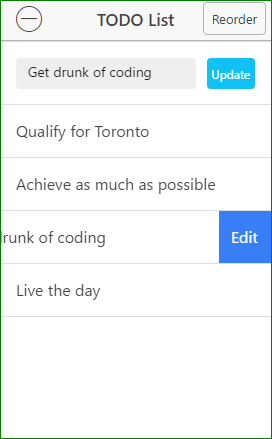 TODO List
Reorder
Get drunk of coding
Update
Qualify for Toronto
Achieve as much as possible
of coding
Edit
Live the day